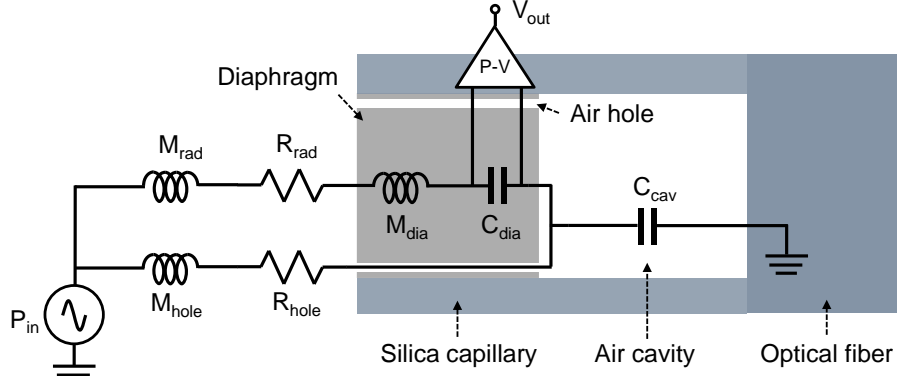 V_out
P-V
Diaphragm
Air hole
M_rad
R_rad
C_cav
M_dia
C_dia
M_hole
R_hole
P_in
Silica capillary
Air cavity
Optical fiber